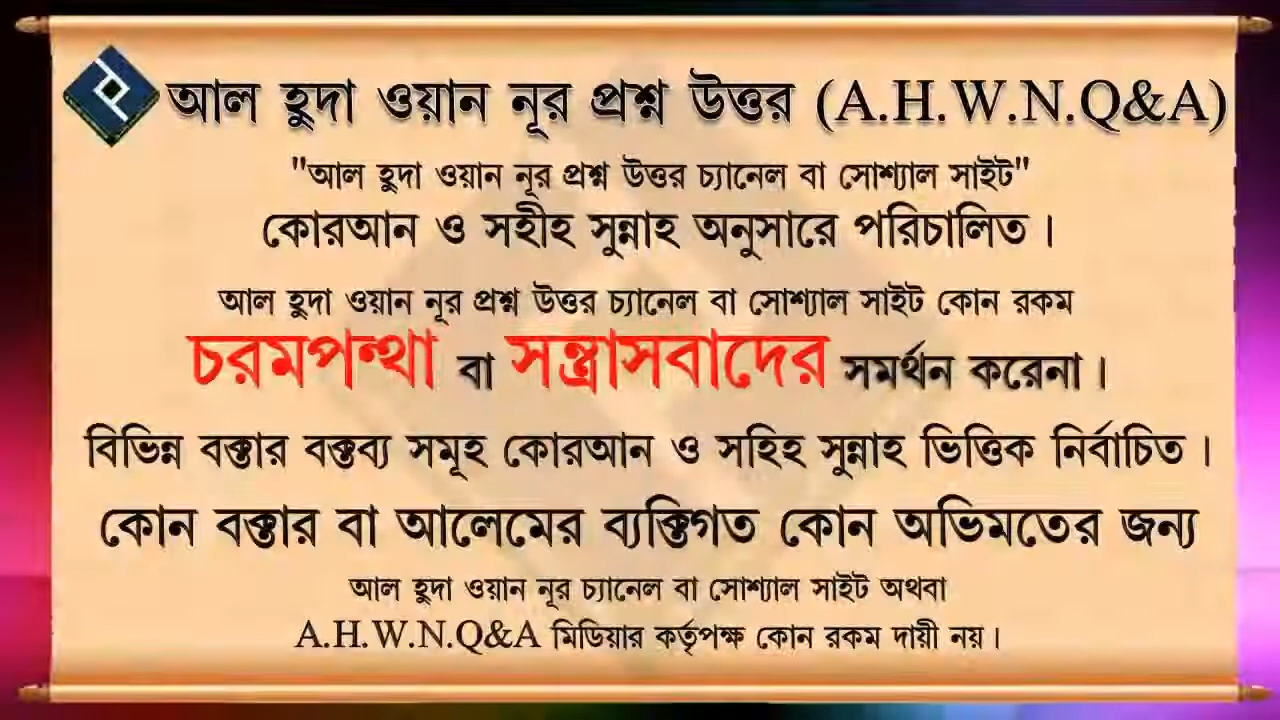 আল হুদা ওয়ান নূর প্রশ্ন উত্তর (A.H.W.N.Q&A)
"আল হুদা ওয়ান নূর প্রশ্ন উত্তর চ্যানেল বা সোশ্যাল সাইট"
কোরআন ও সহীহ সুন্নাহ অনুসারে পরিচালিত।
আল হুদা ওয়ান নূর প্রশ্ন উত্তর চ্যানেল বা সোশ্যাল সাইট কোন রকম
চরমপন্থা বা সন্ত্রাসবাদের সমর্থন করেনা।
বিভিন্ন বক্তার বক্তব্য সমূহ কোরআন ও সহিহ সুন্নাহ ভিত্তিক নির্বাচিত।
কোন বক্তার বা আলেমের ব্যক্তিগত কোন অভিমতের জন্য
আল হুদা ওয়ান নূর চ্যানেল বা সোশ্যাল সাইট অথবা
A.H.W.N.Q&A মিডিয়ার কর্তৃপক্ষ কোন রকম দায়ী নয়।